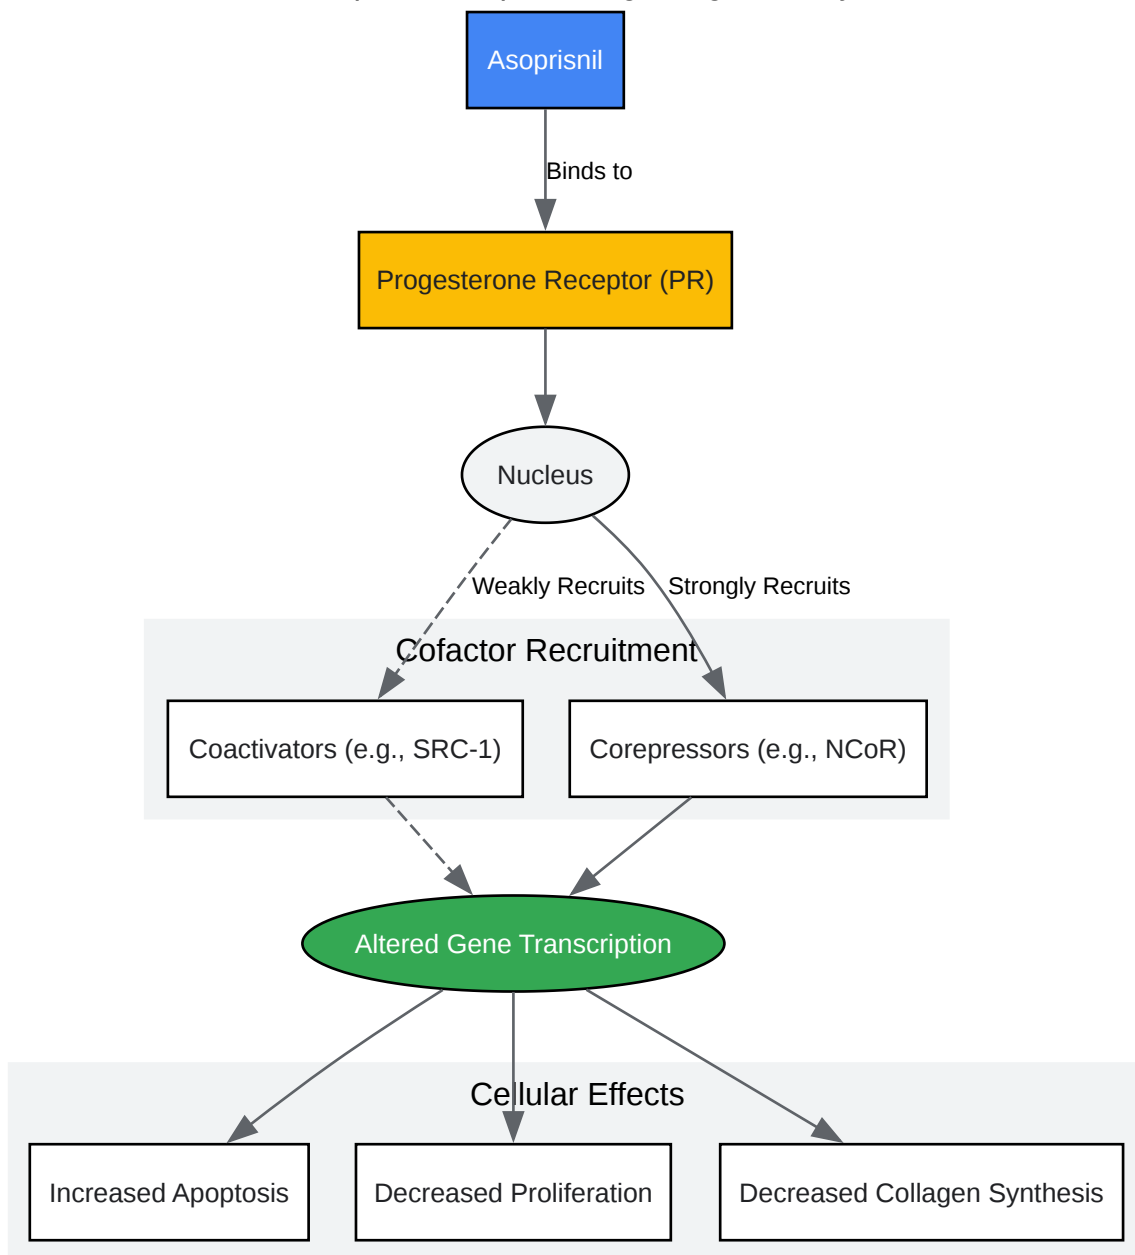 Asoprisnil
Binds to
Progesterone Receptor (PR)
Nucleus
Weakly Recruits
Strongly Recruits
Cofactor Recruitment
Coactivators (e.g., SRC-1)
Corepressors (e.g., NCoR)
Altered Gene Transcription
Cellular Effects
Increased Apoptosis
Decreased Proliferation
Decreased Collagen Synthesis